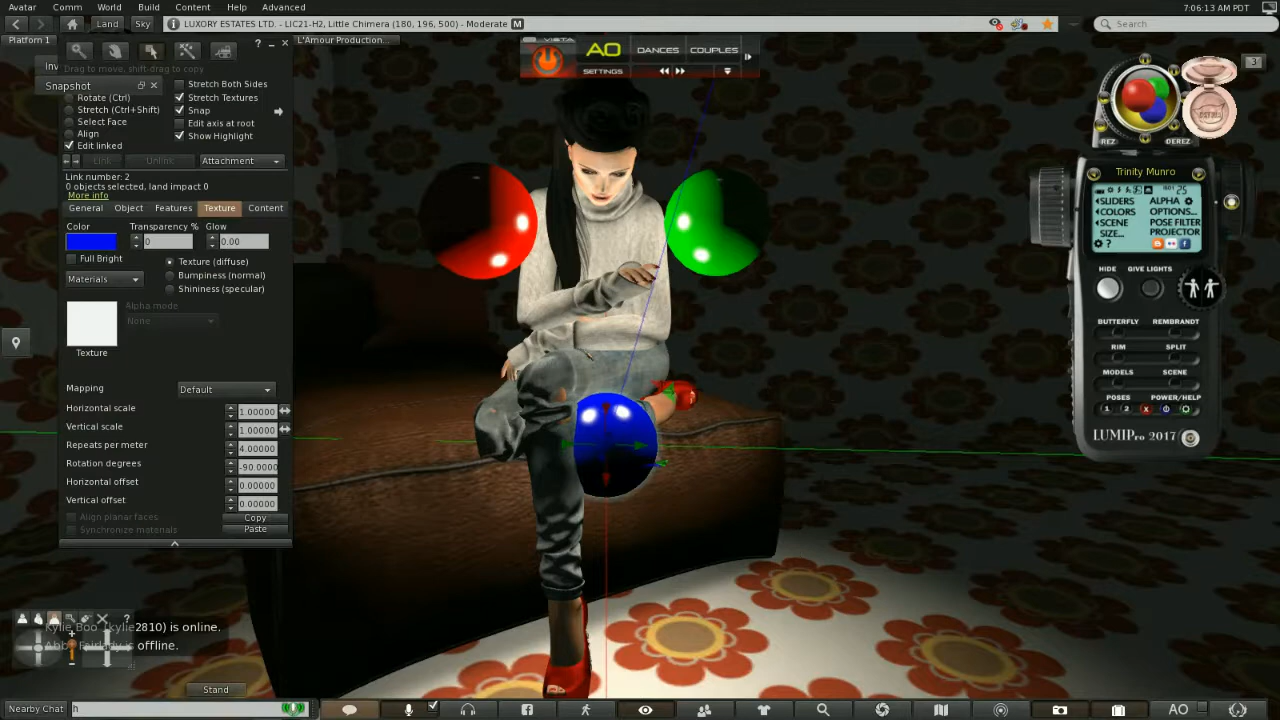 Avatar Comm World Build Content Help Advanced
7:06:13 AM PDT
Land Sky
LUXORY ESTATES LTD. - LIC21-H2, Little Chimera (180, 196, 500) - Moderate M
Search
Platform 1
L'Amour Production...
Inv
Drag to move, shift-drag to copy
Snapshot
Rotate (Ctrl)
Stretch (Ctrl+Shift)
Select Face
Align
Edit linked
Stretch Both Sides
Stretch Textures
Snap
Edit axis at root
Show Highlight
Link
Unlink
Attachment
Link number: 2
0 objects selected, land impact 0
More info
General Object Features Texture Content
Color
Transparency %
Glow
0
0.00
Full Bright
Materials
Texture (diffuse)
Bumpiness (normal)
Shininess (specular)
Alpha mode
None
Texture
Mapping
Default
Horizontal scale 1.00000
Vertical scale 1.00000
Repeats per meter 4.00000
Rotation degrees -90.0000
Horizontal offset 0.00000
Vertical offset 0.00000
Align planar faces
Synchronize materials
Copy
Paste
VISTA
AO DANCES COUPLES
SETTINGS
3
REZ
DEREZ
Trinity Munro
25
SLIDERS
COLORS
SCENE
SIZE...
?
ALPHA
OPTIONS...
POSE FILTER
PROJECTOR
HIDE
GIVE LIGHTS
BUTTERFLY
REMBRANDT
RIM
SPLIT
MODELS
SCENE
POSES
POWER/HELP
1 2 X
LUMIPro 2017
Kylie Boo (kylie2810) is online.
is offline.
Stand
Nearby Chat
h
AO